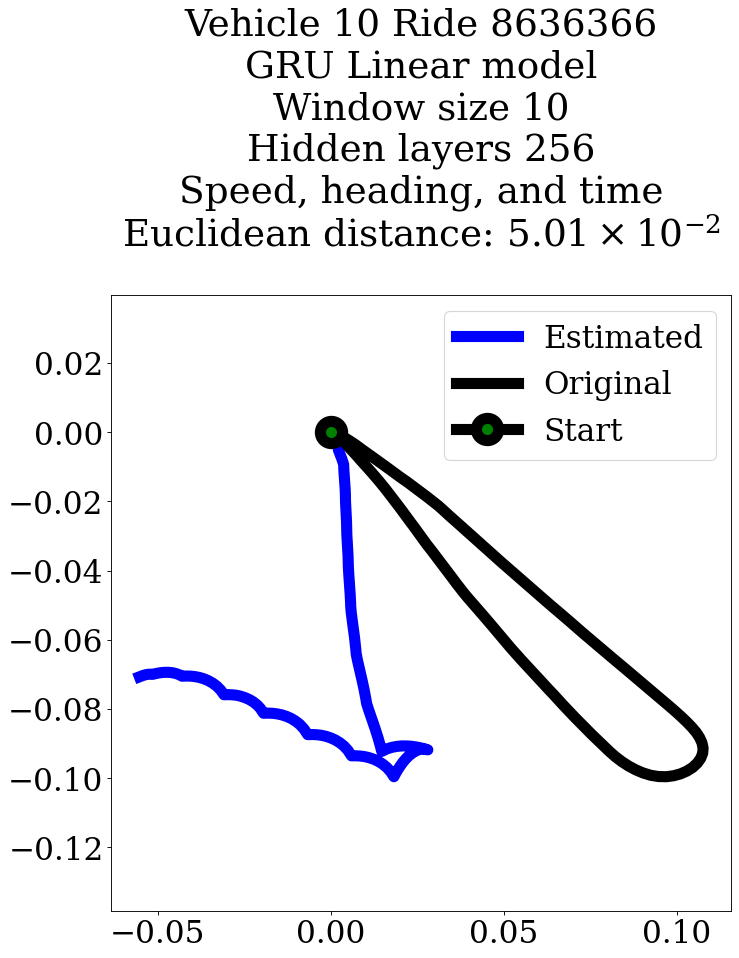 Vehicle 10 Ride 8636366
GRU Linear model
Window size 10
Hidden layers 256
Speed, heading, and time
Euclidean distance: 5.01 × 10⁻²
Estimated
Original
Start
0.02
0.00
−0.02
−0.04
−0.06
−0.08
−0.10
−0.12
−0.05 0.00 0.05 0.10